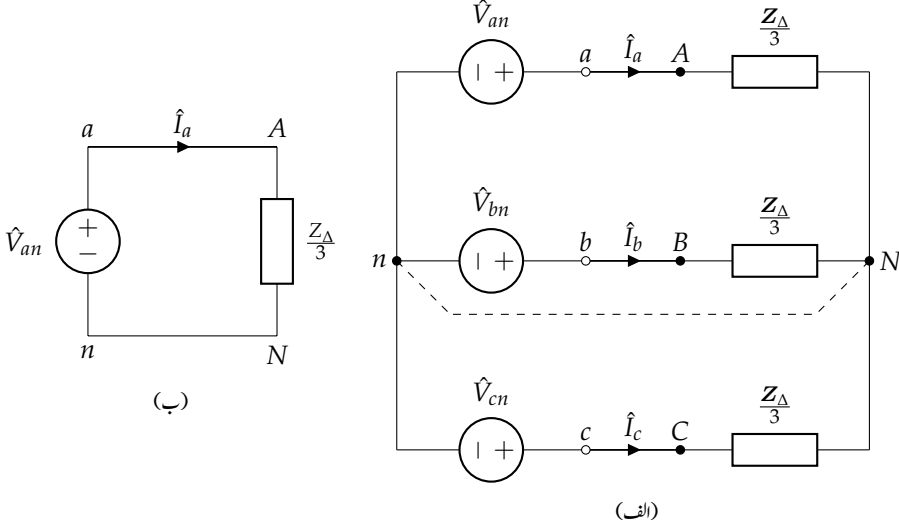 V̂an
Z∆/3
a
Îa
A
− +
a
Îa
A
V̂bn
Z∆/3
V̂an
+
−
Z∆/3
n
b
Îb
B
N
− +
n
N
V̂cn
Z∆/3
(ب)
c
Îc
C
− +
(الف)